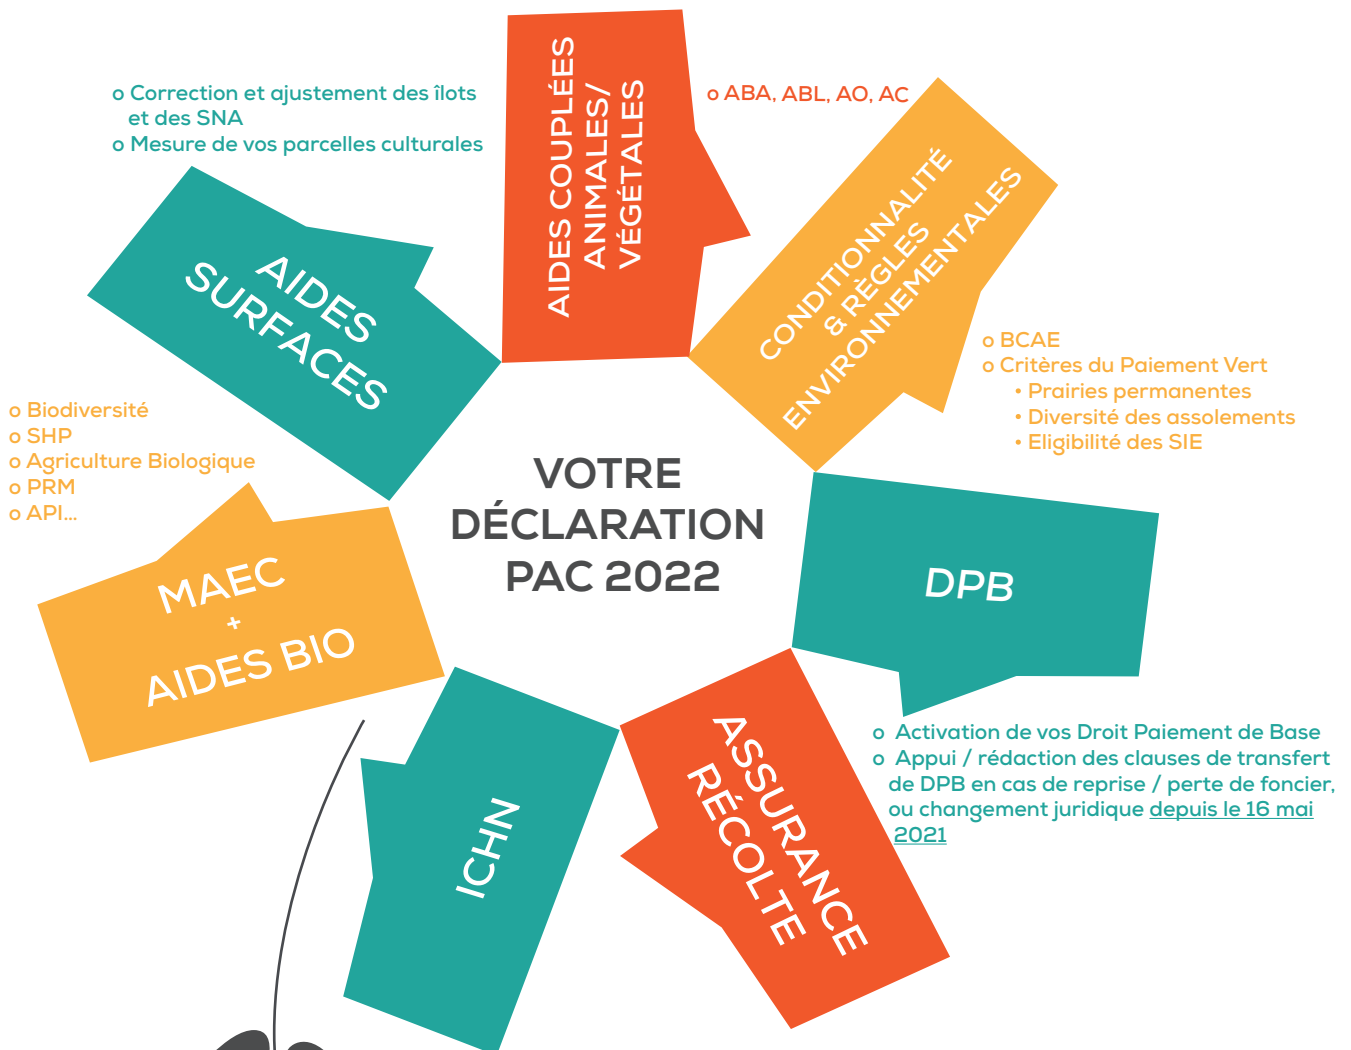 o Correction et ajustement des îlots
et des SNA
o Mesure de vos parcelles culturales
AIDES
SURFACES
AIDES COUPLÉES
ANIMALES/
VÉGÉTALES
o ABA, ABL, AO, AC
CONDITIONNALITÉ
& RÈGLES
ENVIRONNEMENTALES
o BCAE
o Critères du Paiement Vert
• Prairies permanentes
• Diversité des assolements
• Eligibilité des SIE
o Biodiversité
o SHP
o Agriculture Biologique
o PRM
o API...
MAEC
+
AIDES BIO
VOTRE
DÉCLARATION
PAC 2022
DPB
o Activation de vos Droit Paiement de Base
o Appui / rédaction des clauses de transfert
de DPB en cas de reprise / perte de foncier,
ou changement juridique depuis le 16 mai
2021
ICHN
ASSURANCE
RÉCOLTE